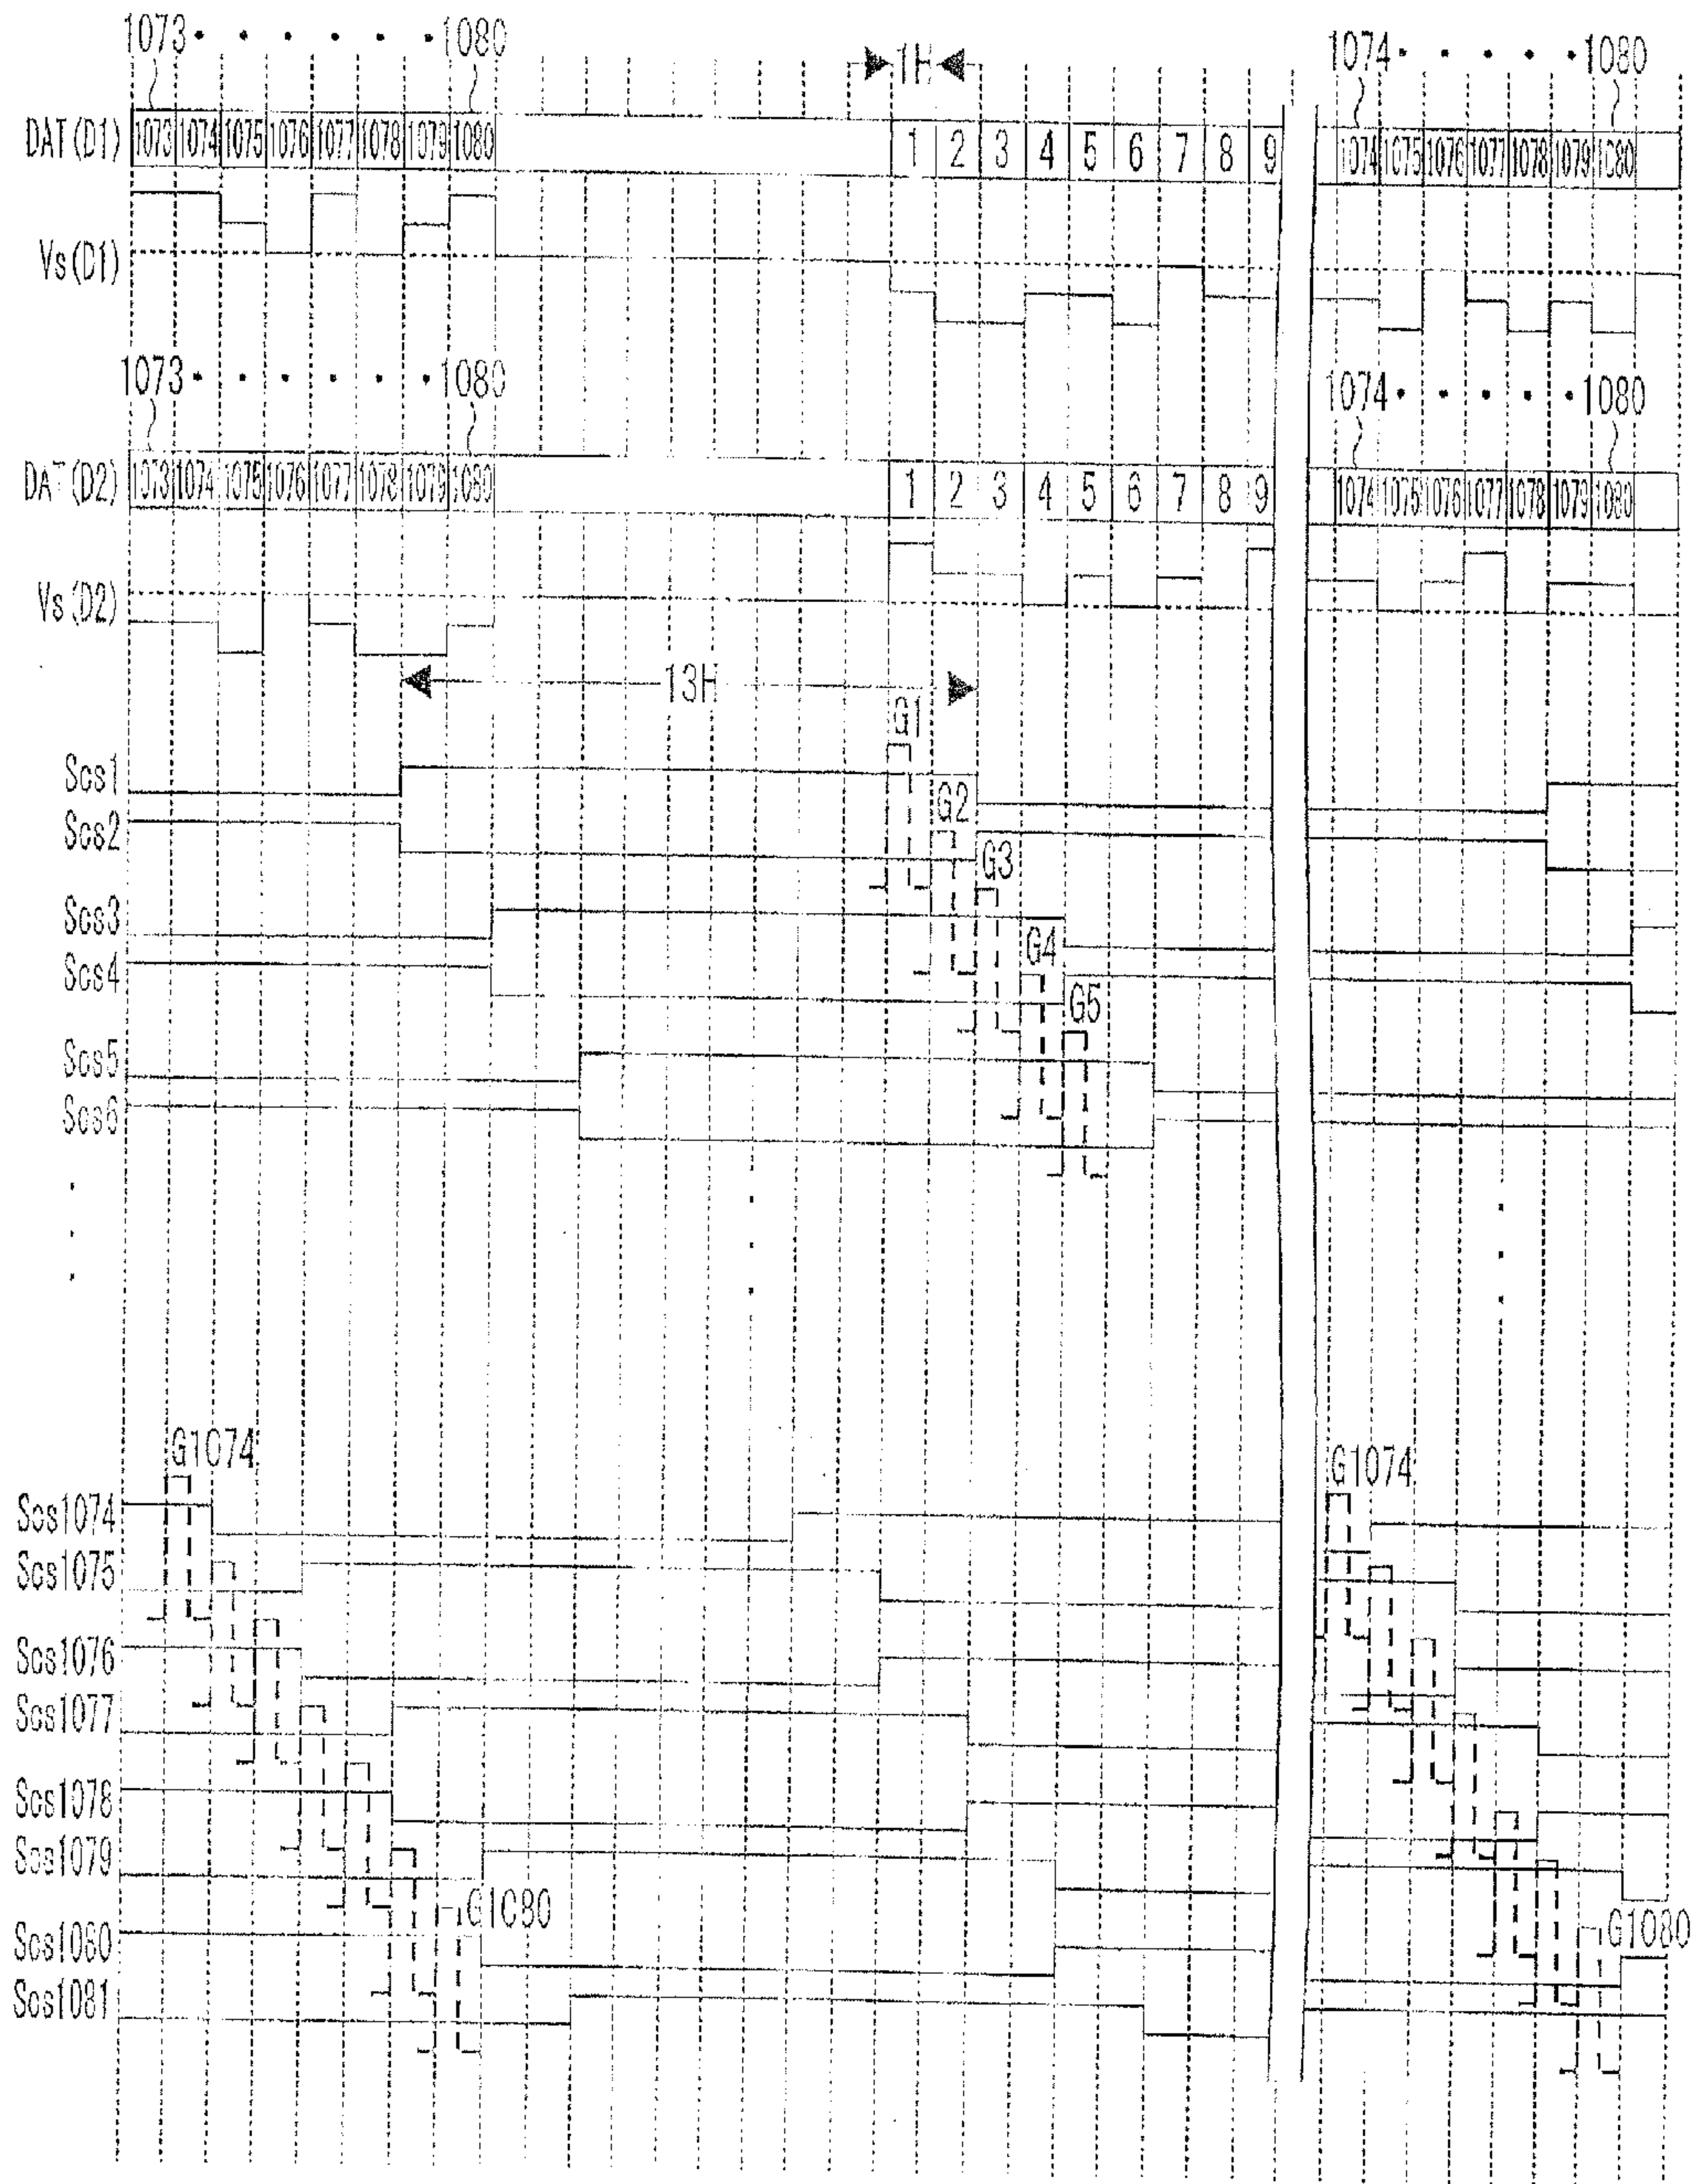 1073 · · · · · · 1080
1H
1074 · · · · · 1080
DAT(D1) 1073 1074 1075 1076 1077 1078 1079 1080 1 2 3 4 5 6 7 8 9 1074 1075 1076 1077 1078 1079 1080
Vs(D1)
1073 · · · · · · 1080
1074 · · · · · 1080
DAT(D2) 1073 1074 1075 1076 1077 1078 1079 1080 1 2 3 4 5 6 7 8 9 1074 1075 1076 1077 1078 1079 1080
Vs(D2)
13H
G1
Scs1
G2
Scs2
G3
Scs3
G4
Scs4
G5
Scs5
Scs6
G1074
G1074
Scs1074
Scs1075
Scs1076
Scs1077
Scs1078
Scs1079
G1080
G1080
Scs1080
Scs1081